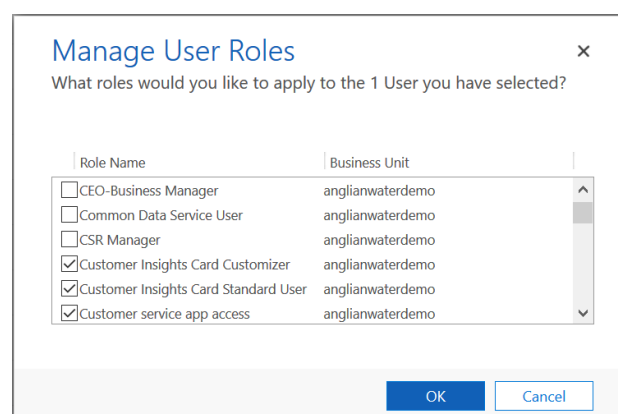 Manage User Roles
What roles would you like to apply to the 1 User you have selected?
Role Name Business Unit
CEO-Business Manager anglianwaterdemo
Common Data Service User anglianwaterdemo
CSR Manager anglianwaterdemo
Customer Insights Card Customizer anglianwaterdemo
Customer Insights Card Standard User anglianwaterdemo
Customer service app access anglianwaterdemo
OK Cancel